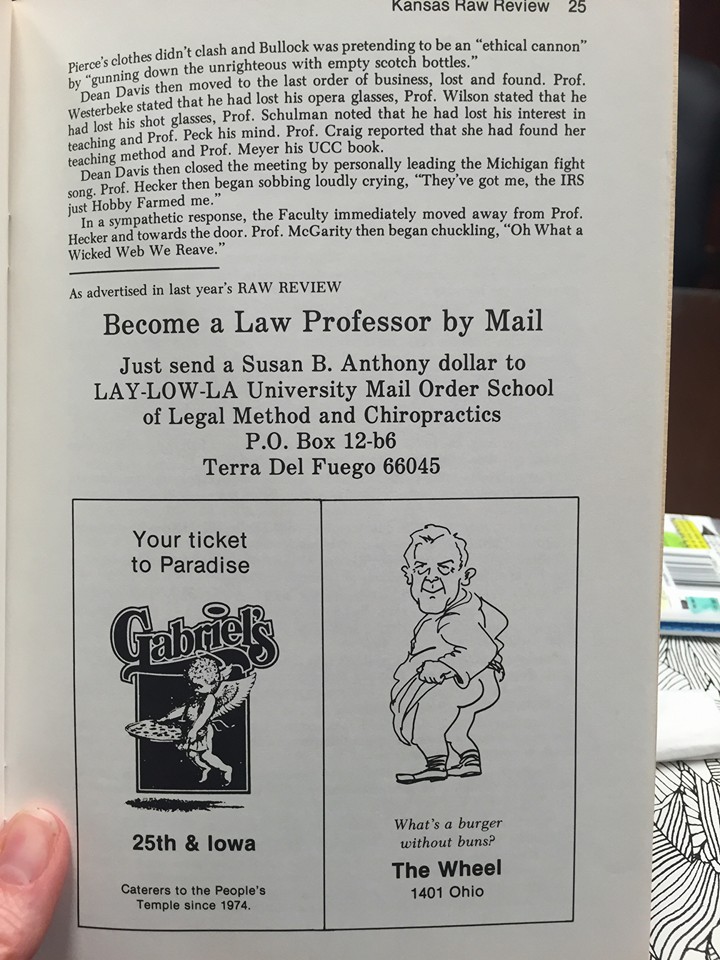 Kansas Raw Review 25
Pierce's clothes didn't clash and Bullock was pretending to be an “ethical cannon”
by “gunning down the unrighteous with empty scotch bottles.”
Dean Davis then moved to the last order of business, lost and found. Prof.
Westerbeke stated that he had lost his opera glasses, Prof. Wilson stated that he
had lost his shot glasses, Prof. Schulman noted that he had lost his interest in
teaching and Prof. Peck his mind. Prof. Craig reported that she had found her
teaching method and Prof. Meyer his UCC book.
Dean Davis then closed the meeting by personally leading the Michigan fight
song. Prof. Hecker then began sobbing loudly crying, “They've got me, the IRS
just Hobby Farmed me.”
In a sympathetic response, the Faculty immediately moved away from Prof.
Hecker and towards the door. Prof. McGarity then began chuckling, “Oh What a
Wicked Web We Reave.”
As advertised in last year's RAW REVIEW
Become a Law Professor by Mail
Just send a Susan B. Anthony dollar to
LAY-LOW-LA University Mail Order School
of Legal Method and Chiropractics
P.O. Box 12-b6
Terra Del Fuego 66045
Your ticket
to Paradise
Gabriel's
25th & Iowa
Caterers to the People's
Temple since 1974.
What's a burger
without buns?
The Wheel
1401 Ohio